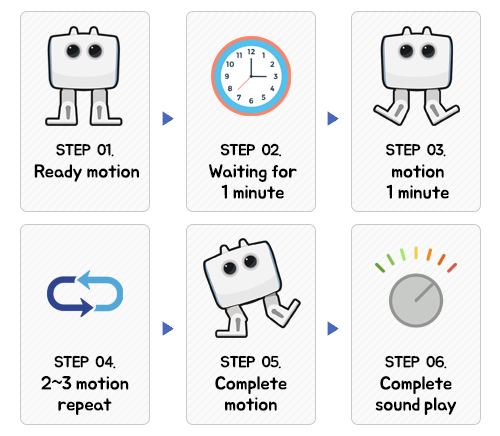 STEP 01.
Ready motion
12
1
2
3
4
5
6
7
8
9
10
11
STEP 02.
Waiting for
1 minute
STEP 03.
motion
1 minute
STEP 04.
2~3 motion
repeat
STEP 05.
Complete
motion
STEP 06.
Complete
sound play